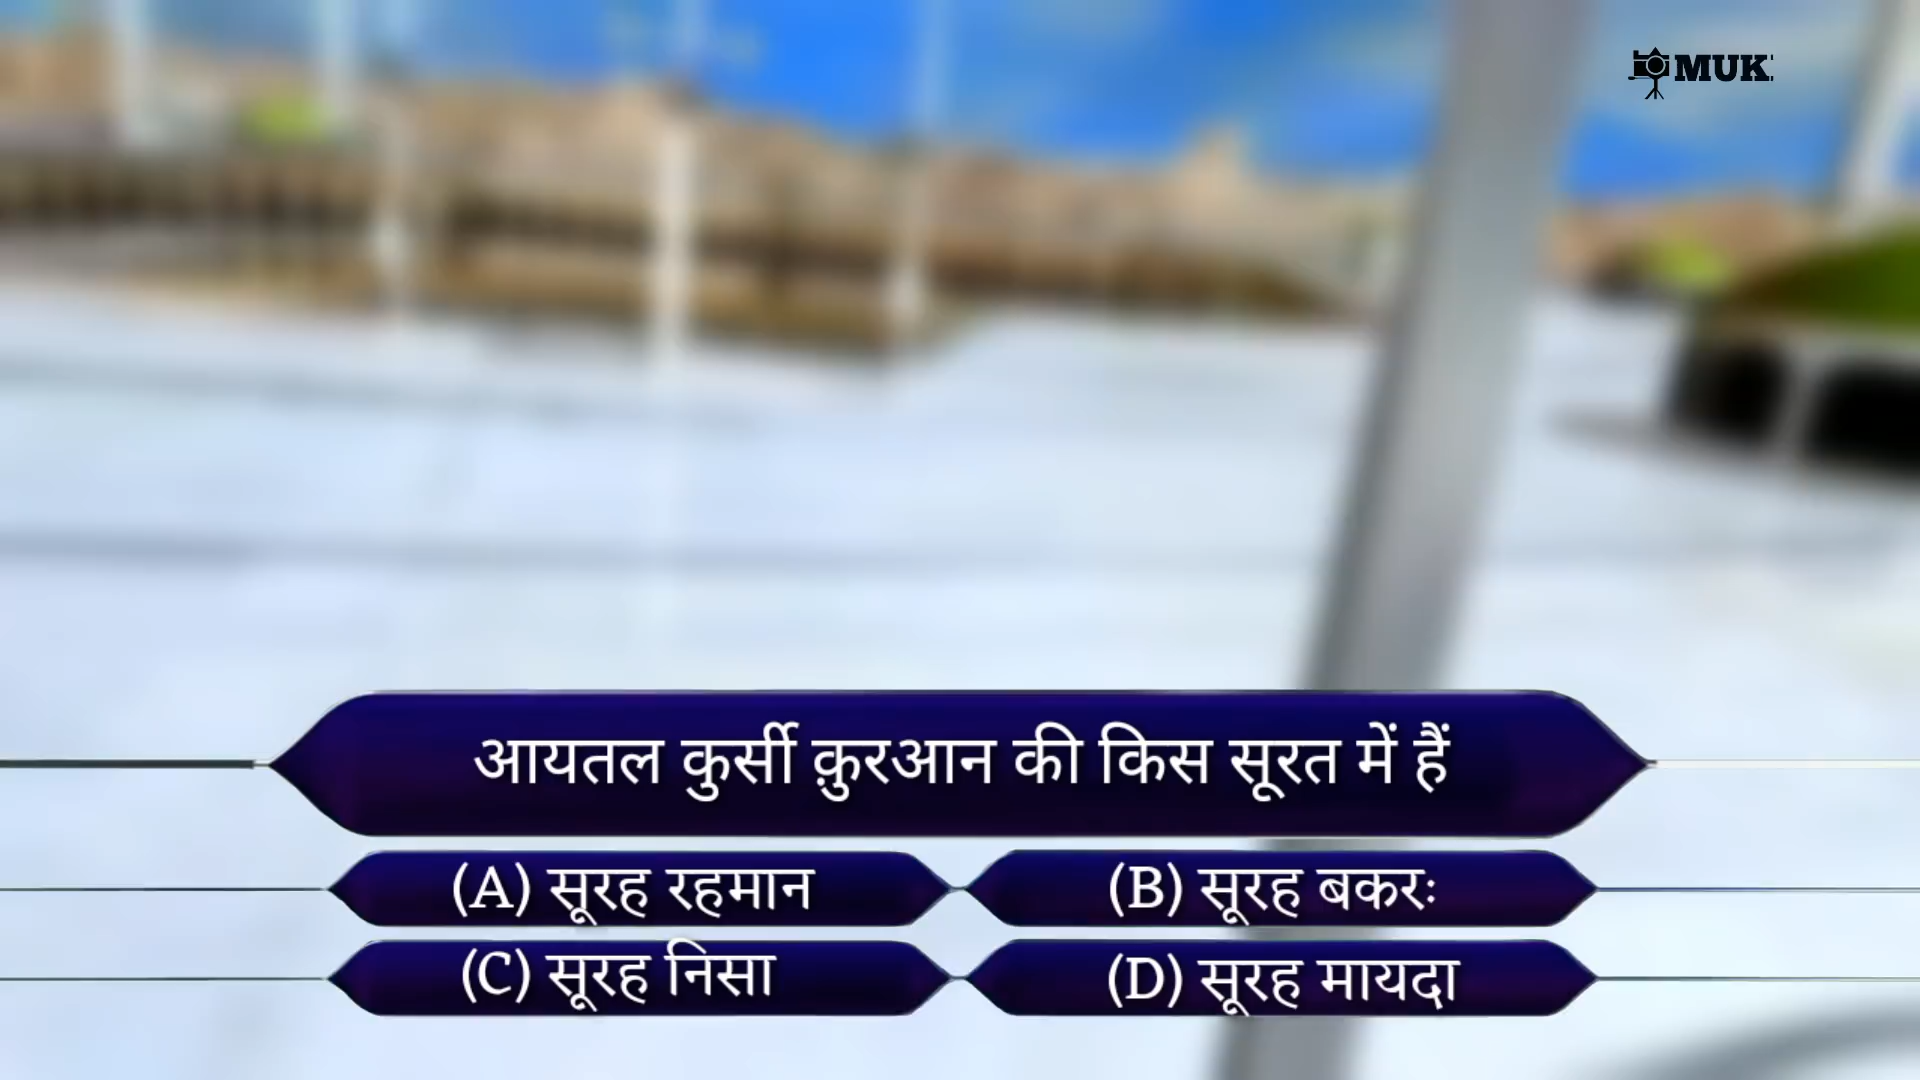 MUK
आयतल कुर्सी क़ुरआन की किस सूरत में हैं
(A) सूरह रहमान
(B) सूरह बकरः
(C) सूरह निसा
(D) सूरह मायदा